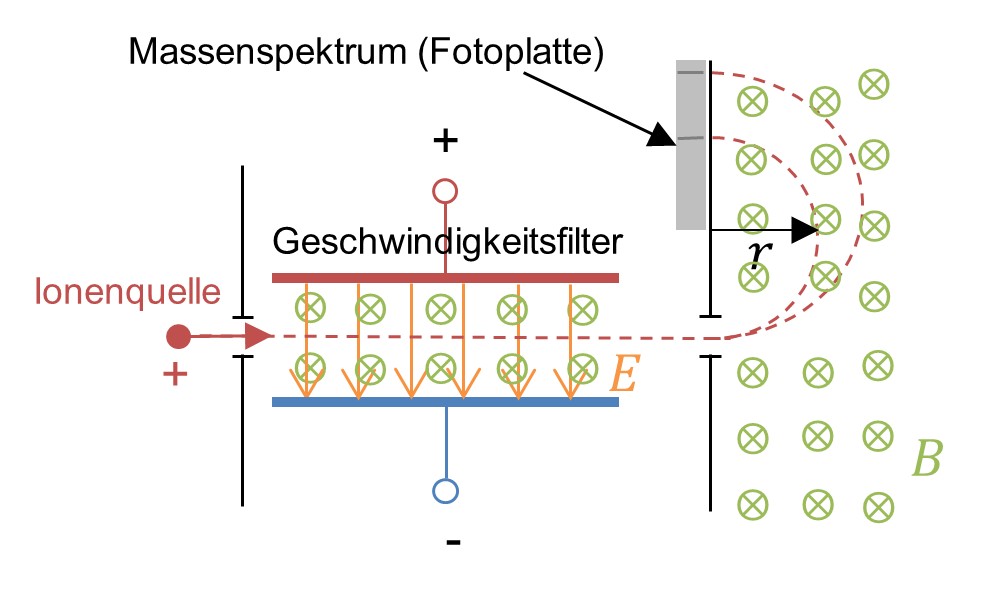 Massenspektrum (Fotoplatte)
+
Geschwindigkeitsfilter
r
Ionenquelle
+
E
B
-